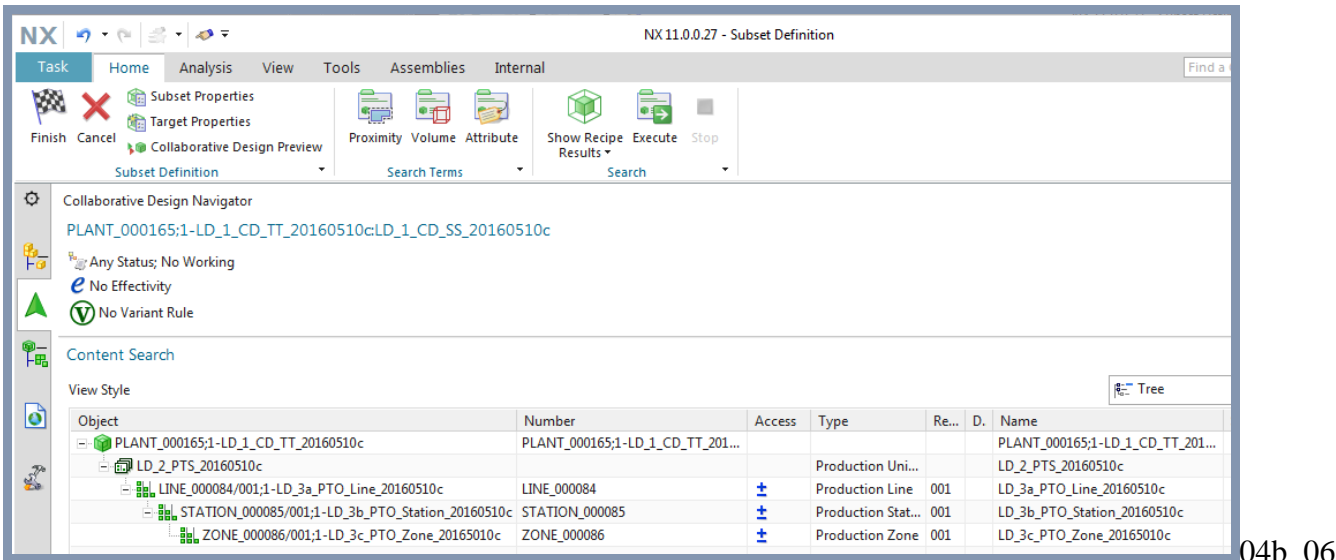 NX NX 11.0.0.27 - Subset Definition
Task Home Analysis View Tools Assemblies Internal Find a
Finish Cancel Subset Properties
Target Properties
Collaborative Design Preview
Proximity Volume Attribute Show Recipe Results Execute Stop
Subset Definition Search Terms Search
Collaborative Design Navigator
PLANT_000165;1-LD_1_CD_TT_20160510c:LD_1_CD_SS_20160510c
Any Status; No Working
e No Effectivity
V No Variant Rule
Content Search
View Style Tree
Object Number Access Type Re... D. Name
PLANT_000165;1-LD_1_CD_TT_20160510c PLANT_000165;1-LD_1_CD_TT_201... PLANT_000165;1-LD_1_CD_TT_201...
LD_2_PTS_20160510c Production Uni... LD_2_PTS_20160510c
LINE_000084/001;1-LD_3a_PTO_Line_20160510c LINE_000084 Production Line 001 LD_3a_PTO_Line_20160510c
STATION_000085/001;1-LD_3b_PTO_Station_20160510c STATION_000085 Production Stat... 001 LD_3b_PTO_Station_20160510c
ZONE_000086/001;1-LD_3c_PTO_Zone_20165010c ZONE_000086 Production Zone 001 LD_3c_PTO_Zone_20165010c
04b_06